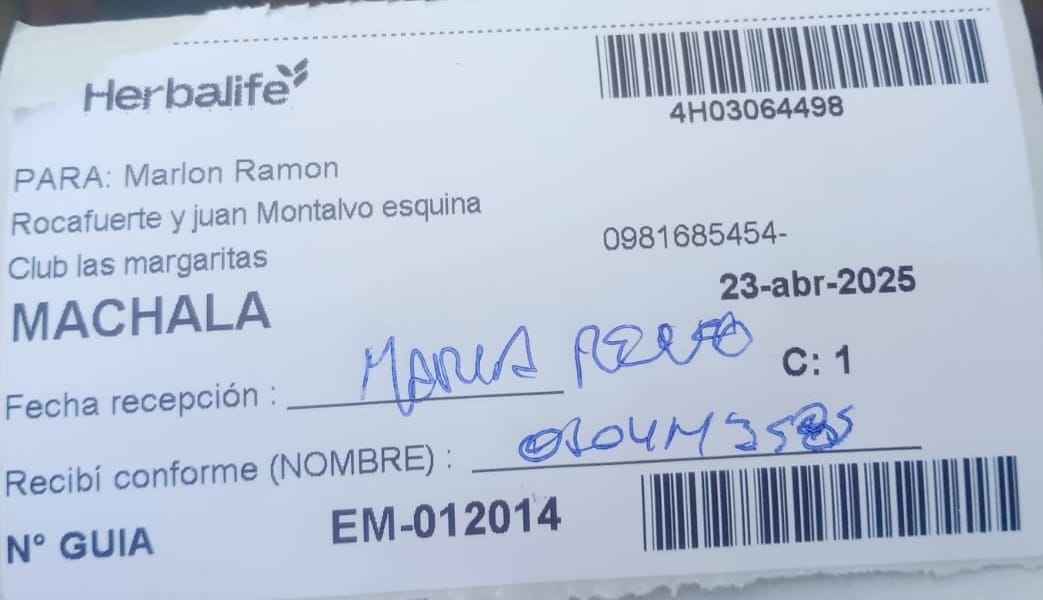 Herbalife
4H03064498
PARA: Marlon Ramon
Rocafuerte y juan Montalvo esquina
Club las margaritas
0981685454-
MACHALA
23-abr-2025
C: 1
Fecha recepción : MARIA
Recibí conforme (NOMBRE) :
N° GUIA
EM-012014